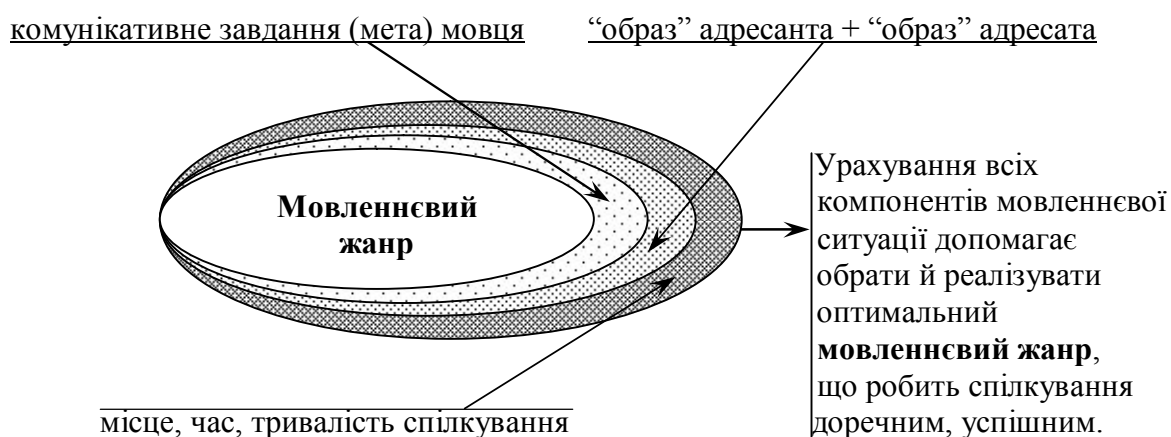 комунікативне завдання (мета) мовця
“образ” адресанта + “образ” адресата
Мовленнєвий
жанр
Урахування всіх
компонентів мовленнєвої
ситуації допомагає
обрати й реалізувати
оптимальний
мовленнєвий жанр,
що робить спілкування
доречним, успішним.
місце, час, тривалість спілкування